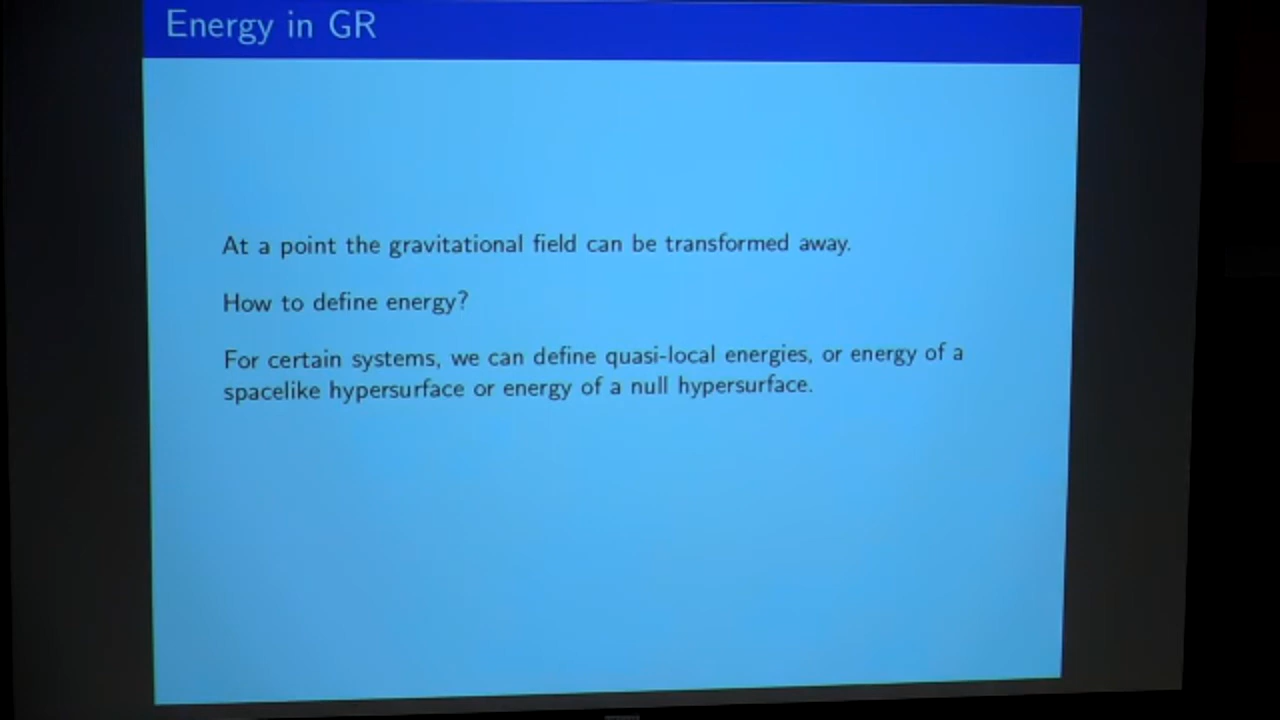 Energy in GR
At a point the gravitational field can be transformed away.
How to define energy?
For certain systems, we can define quasi-local energies, or energy of a
spacelike hypersurface or energy of a null hypersurface.